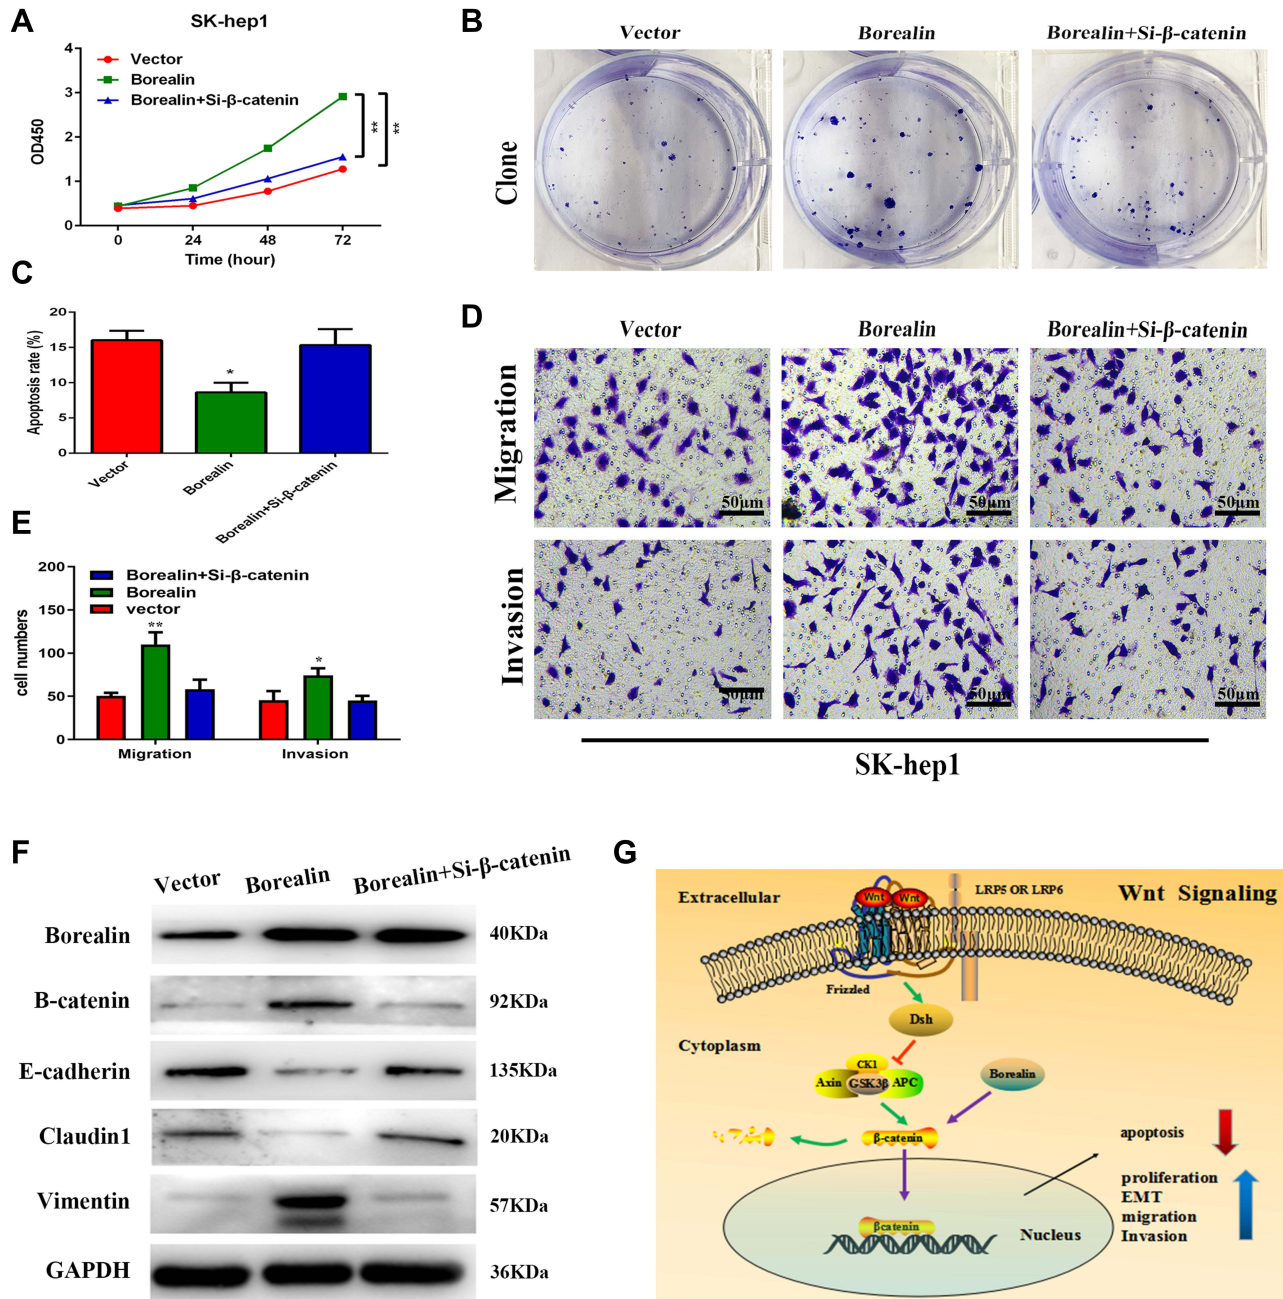 A
SK-hep1
OD450
4
3
2
1
0
Vector
Borealin
Borealin+Si-β-catenin
**
**
0 24 48 72
Time (hour)
B
Vector Borealin Borealin+Si-β-catenin
Clone
C
Apoptosis rate (%)
20
15
10
5
0
*
Vector
Borealin
Borealin+Si-β-catenin
D
Vector Borealin Borealin+Si-β-catenin
Migration
50μm 50μm 50μm
Invasion
50μm 50μm 50μm
SK-hep1
E
cell numbers
200
150
100
50
0
Borealin+Si-β-catenin
Borealin
vector
**
*
Migration Invasion
F
Vector Borealin Borealin+Si-β-catenin
Borealin 40KDa
B-catenin 92KDa
E-cadherin 135KDa
Claudin1 20KDa
Vimentin 57KDa
GAPDH 36KDa
G
Extracellular
Wnt Wnt
LRP5 OR LRP6
Wnt Signaling
Frizzled
Dsh
Cytoplasm
CK1
Axin GSK3β APC
Borealin
β-catenin
apoptosis
proliferation
EMT
migration
Invasion
βcatenin
Nucleus